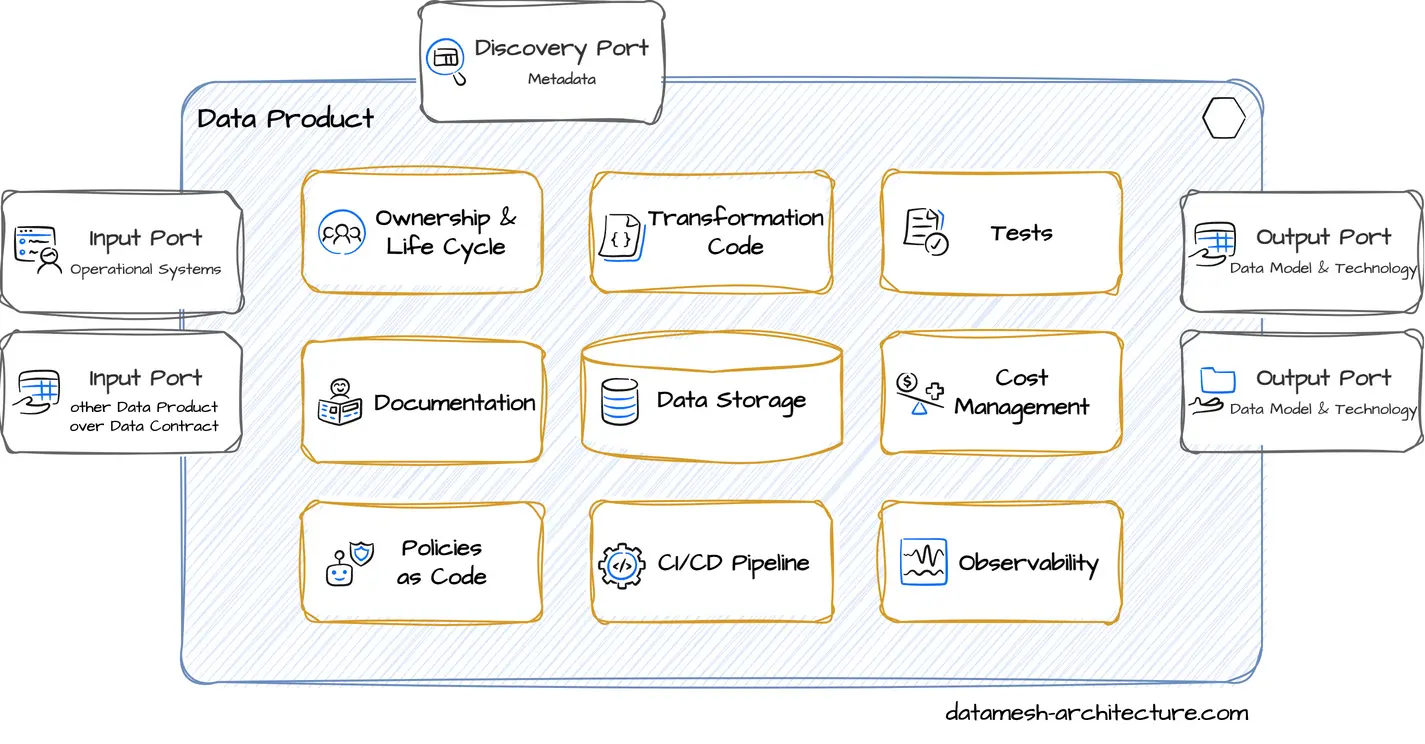 Discovery Port
Metadata
Data Product
Ownership &
Life Cycle
Transformation
Code
Tests
Input Port
Operational Systems
Output Port
Data Model & Technology
Input Port
other Data Product
over Data Contract
Documentation
Data Storage
Cost
Management
$
Output Port
Data Model & Technology
Policies
as Code
CI/CD Pipeline
Observability
{ }
</>
datamesh-architecture.com